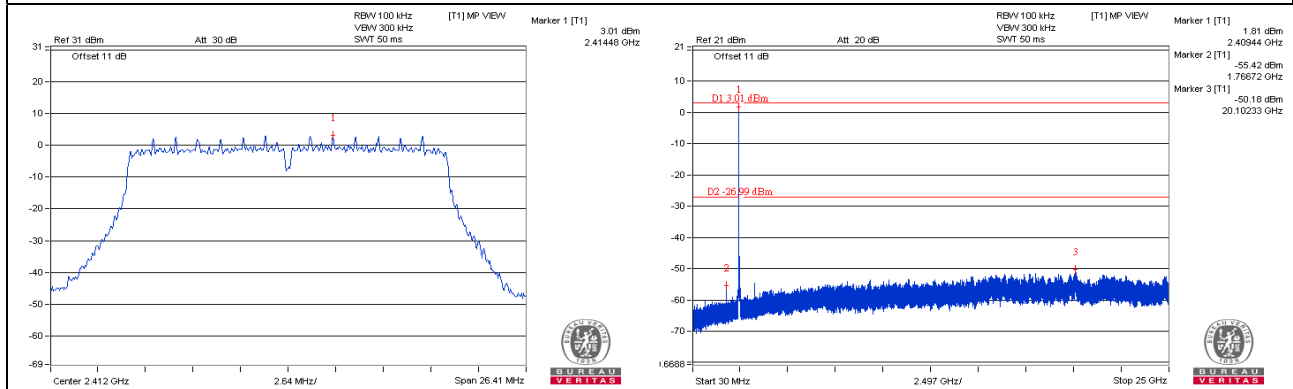 RBW 100 kHz [T1] MP VIEW
VBW 300 kHz
Ref 31 dBm Att 30 dB SWT 50 ms
Marker 1 [T1]
3.01 dBm
2.41448 GHz
31
Offset 11 dB
20
10
1
0
-10
-20
-30
-40
-50
-60
-69
Center 2.412 GHz 2.64 MHz/ Span 26.41 MHz
BUREAU VERITAS
1828
BUREAU
VERITAS
RBW 100 kHz [T1] MP VIEW
VBW 300 kHz
Ref 21 dBm Att 20 dB SWT 50 ms
Marker 1 [T1]
1.81 dBm
2.40944 GHz
Marker 2 [T1]
-55.42 dBm
1.76672 GHz
Marker 3 [T1]
-50.18 dBm
20.10233 GHz
21
Offset 11 dB
10
1
D1 3.01 dBm
0
-10
-20
D2 -26.99 dBm
-30
-40
2
3
-50
-60
-70
.6688
Start 30 MHz 2.497 GHz/ Stop 25 GHz
BUREAU VERITAS
1828
BUREAU
VERITAS